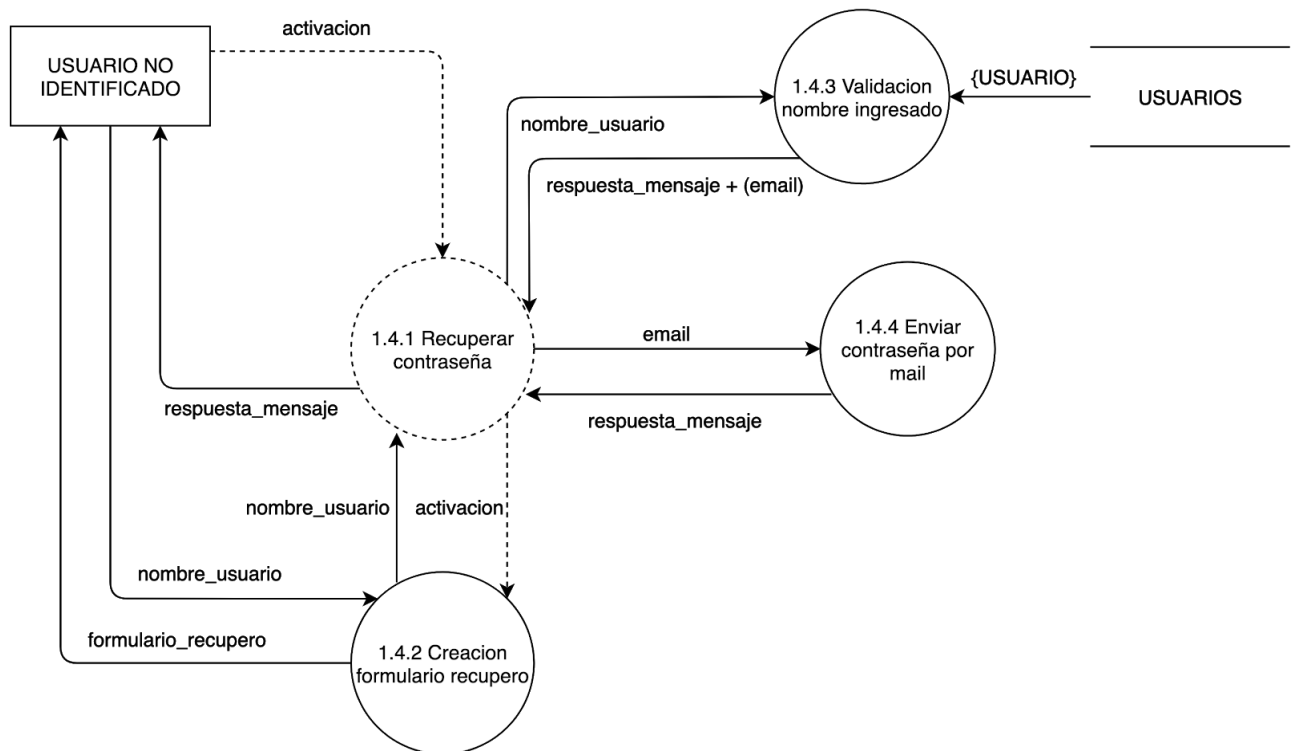 activacion
USUARIO NO
IDENTIFICADO
1.4.3 Validacion
nombre ingresado
{USUARIO}
USUARIOS
nombre_usuario
respuesta_mensaje + (email)
1.4.1 Recuperar
contraseña
email
1.4.4 Enviar
contraseña por
mail
respuesta_mensaje
respuesta_mensaje
nombre_usuario
activacion
nombre_usuario
formulario_recupero
1.4.2 Creacion
formulario recupero